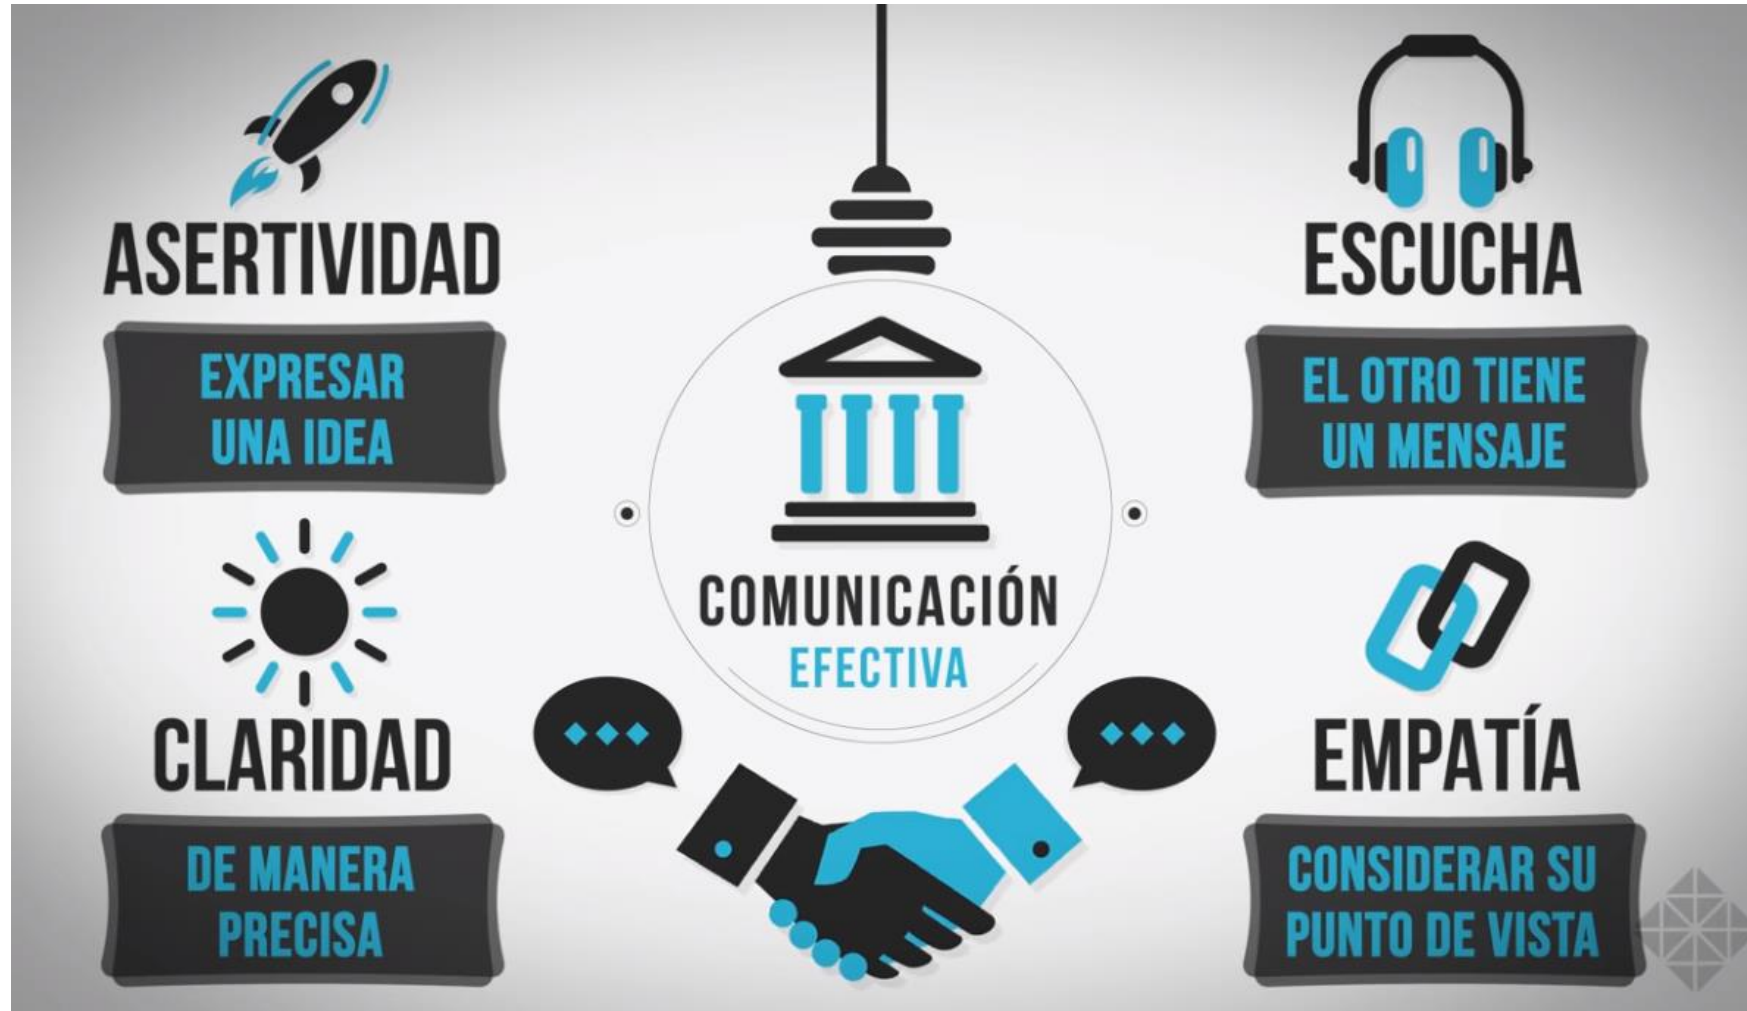 ASERTIVIDAD
EXPRESAR
UNA IDEA
CLARIDAD
DE MANERA
PRECISA
COMUNICACIÓN
EFECTIVA
ESCUCHA
EL OTRO TIENE
UN MENSAJE
EMPATÍA
CONSIDERAR SU
PUNTO DE VISTA